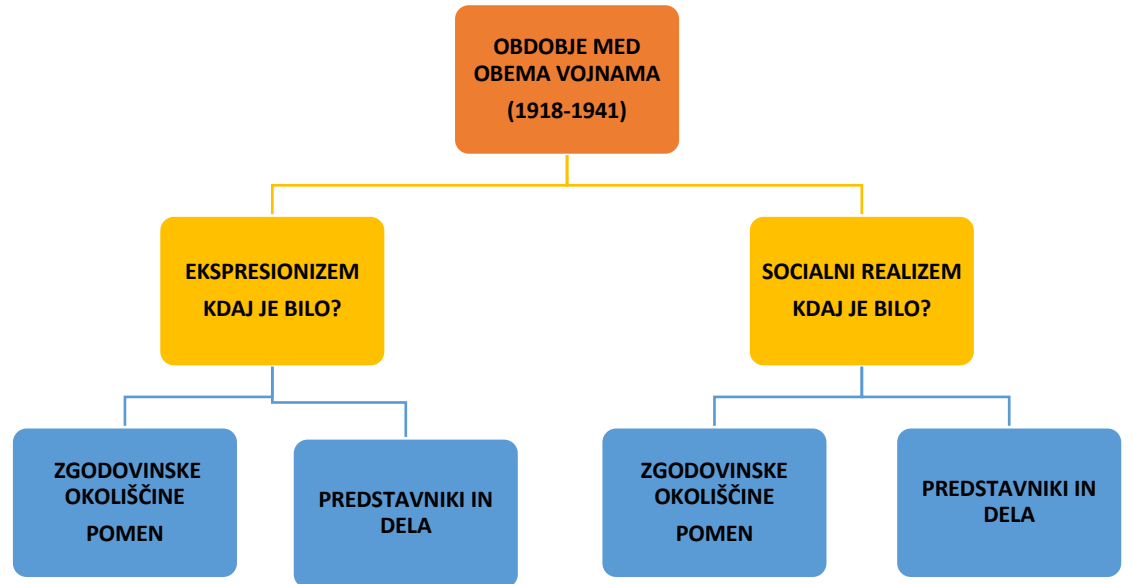 OBDOBJE MED
OBEMA VOJNAMA
(1918-1941)
EKSPRESIONIZEM
KDAJ JE BILO?
SOCIALNI REALIZEM
KDAJ JE BILO?
ZGODOVINSKE
OKOLIŠČINE
POMEN
PREDSTAVNIKI IN
DELA
ZGODOVINSKE
OKOLIŠČINE
POMEN
PREDSTAVNIKI IN
DELA